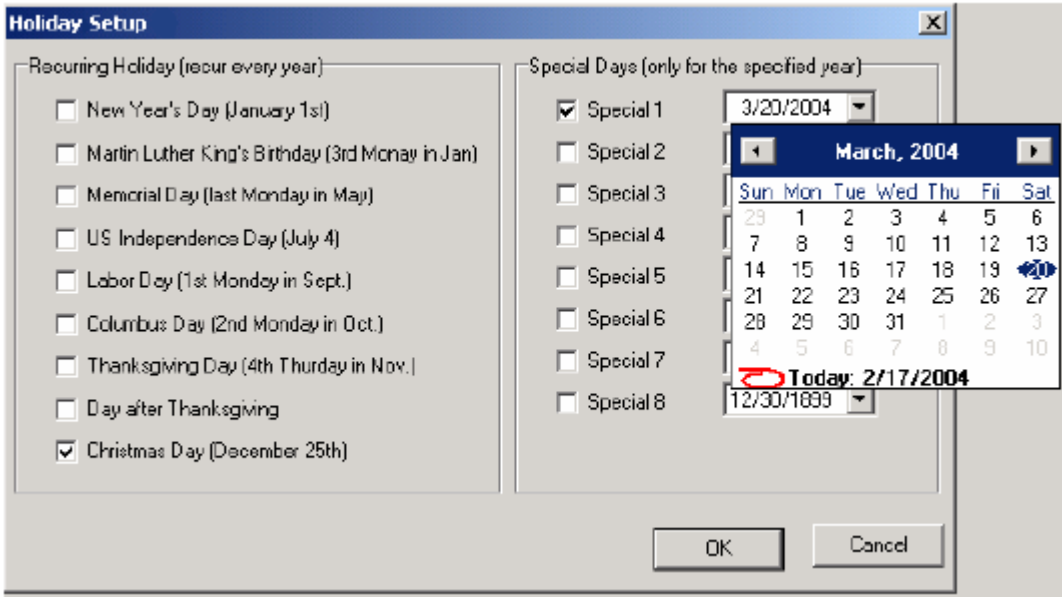 Holiday Setup
Recurring Holiday (recur every year)
New Year's Day (January 1st)
Martin Luther King's Birthday (3rd Monay in Jan)
Memorial Day (last Monday in May)
US Independence Day (July 4)
Labor Day (1st Monday in Sept.)
Columbus Day (2nd Monday in Oct.)
Thanksgiving Day (4th Thurday in Nov.)
Day after Thanksgiving
Christmas Day (December 25th)
Special Days (only for the specified year)
Special 1 3/20/2004
Special 2
Special 3
Special 4
Special 5
Special 6
Special 7
Special 8 12/30/1899
March, 2004
Sun Mon Tue Wed Thu Fri Sat
29 1 2 3 4 5 6
7 8 9 10 11 12 13
14 15 16 17 18 19 20
21 22 23 24 25 26 27
28 29 30 31 1 2 3
4 5 6 7 8 9 10
Today: 2/17/2004
OK Cancel